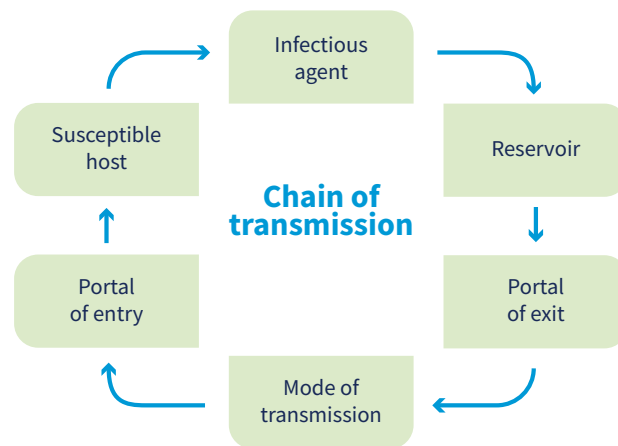 Infectious
agent
Susceptible
host
Reservoir
Chain of
transmission
Portal
of entry
Portal
of exit
Mode of
transmission